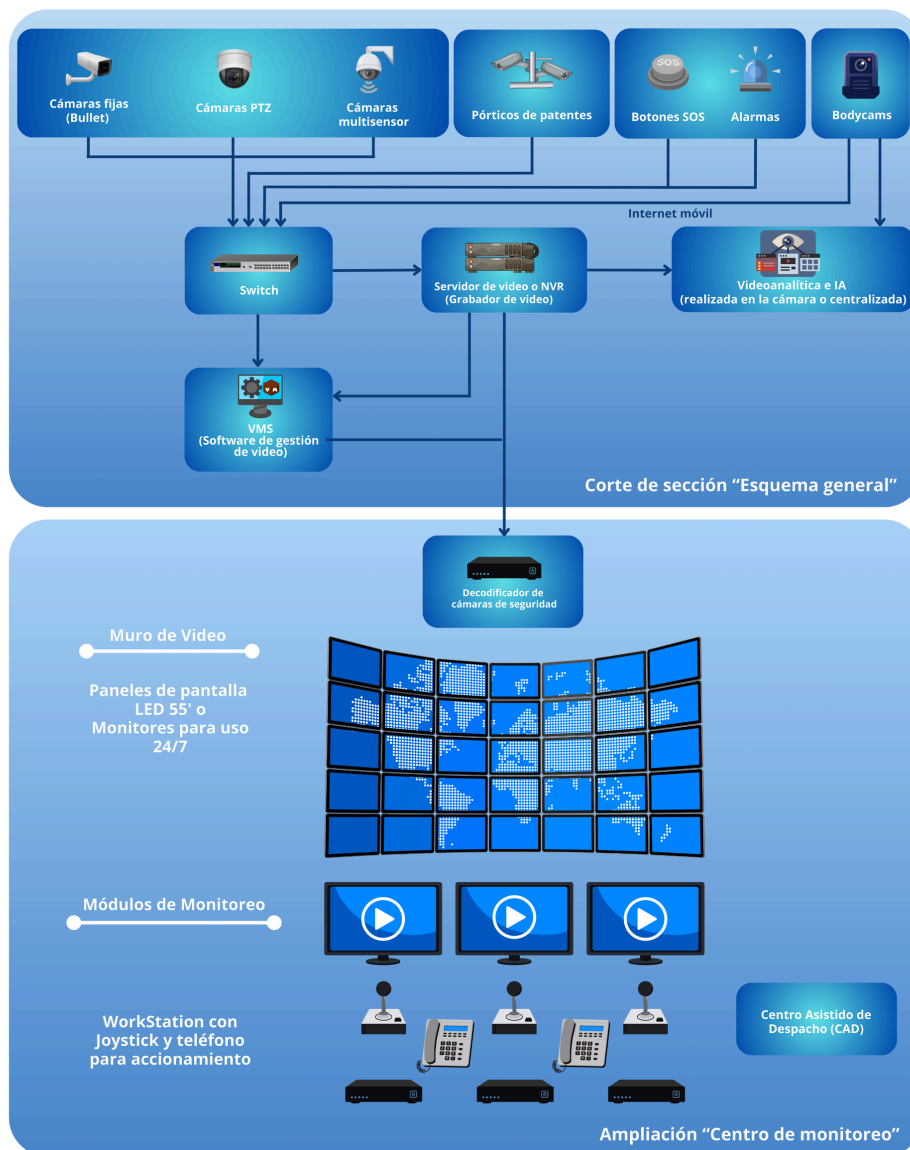 Cámaras fijas
(Bullet)
Cámaras PTZ
Cámaras
multisensor
Pórticos de patentes
SOS
Botones SOS
Alarmas
Bodycams
Internet móvil
Switch
Servidor de video o NVR
(Grabador de video)
Videoanalítica e IA
(realizada en la cámara o centralizada)
VMS
(Software de gestión
de video)
Corte de sección “Esquema general”
Decodificador de
cámaras de seguridad
Muro de Video
Paneles de pantalla
LED 55' o
Monitores para uso
24/7
Módulos de Monitoreo
WorkStation con
Joystick y teléfono
para accionamiento
Centro Asistido de
Despacho (CAD)
Ampliación “Centro de monitoreo”